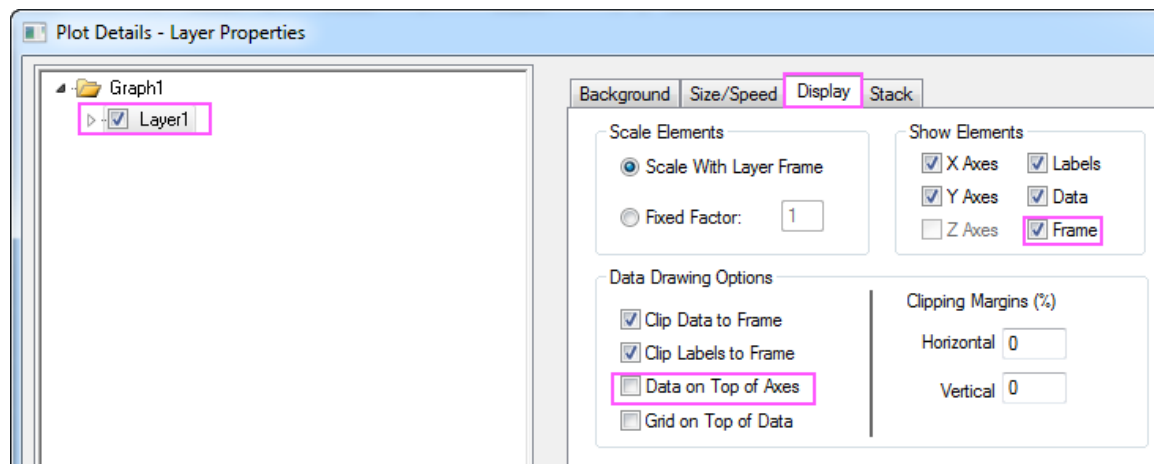 Plot Details - Layer Properties
Graph1
Layer1
Background Size/Speed Display Stack
Scale Elements
Scale With Layer Frame
Fixed Factor: 1
Show Elements
X Axes Labels
Y Axes Data
Z Axes Frame
Data Drawing Options
Clip Data to Frame
Clip Labels to Frame
Data on Top of Axes
Grid on Top of Data
Clipping Margins (%)
Horizontal 0
Vertical 0